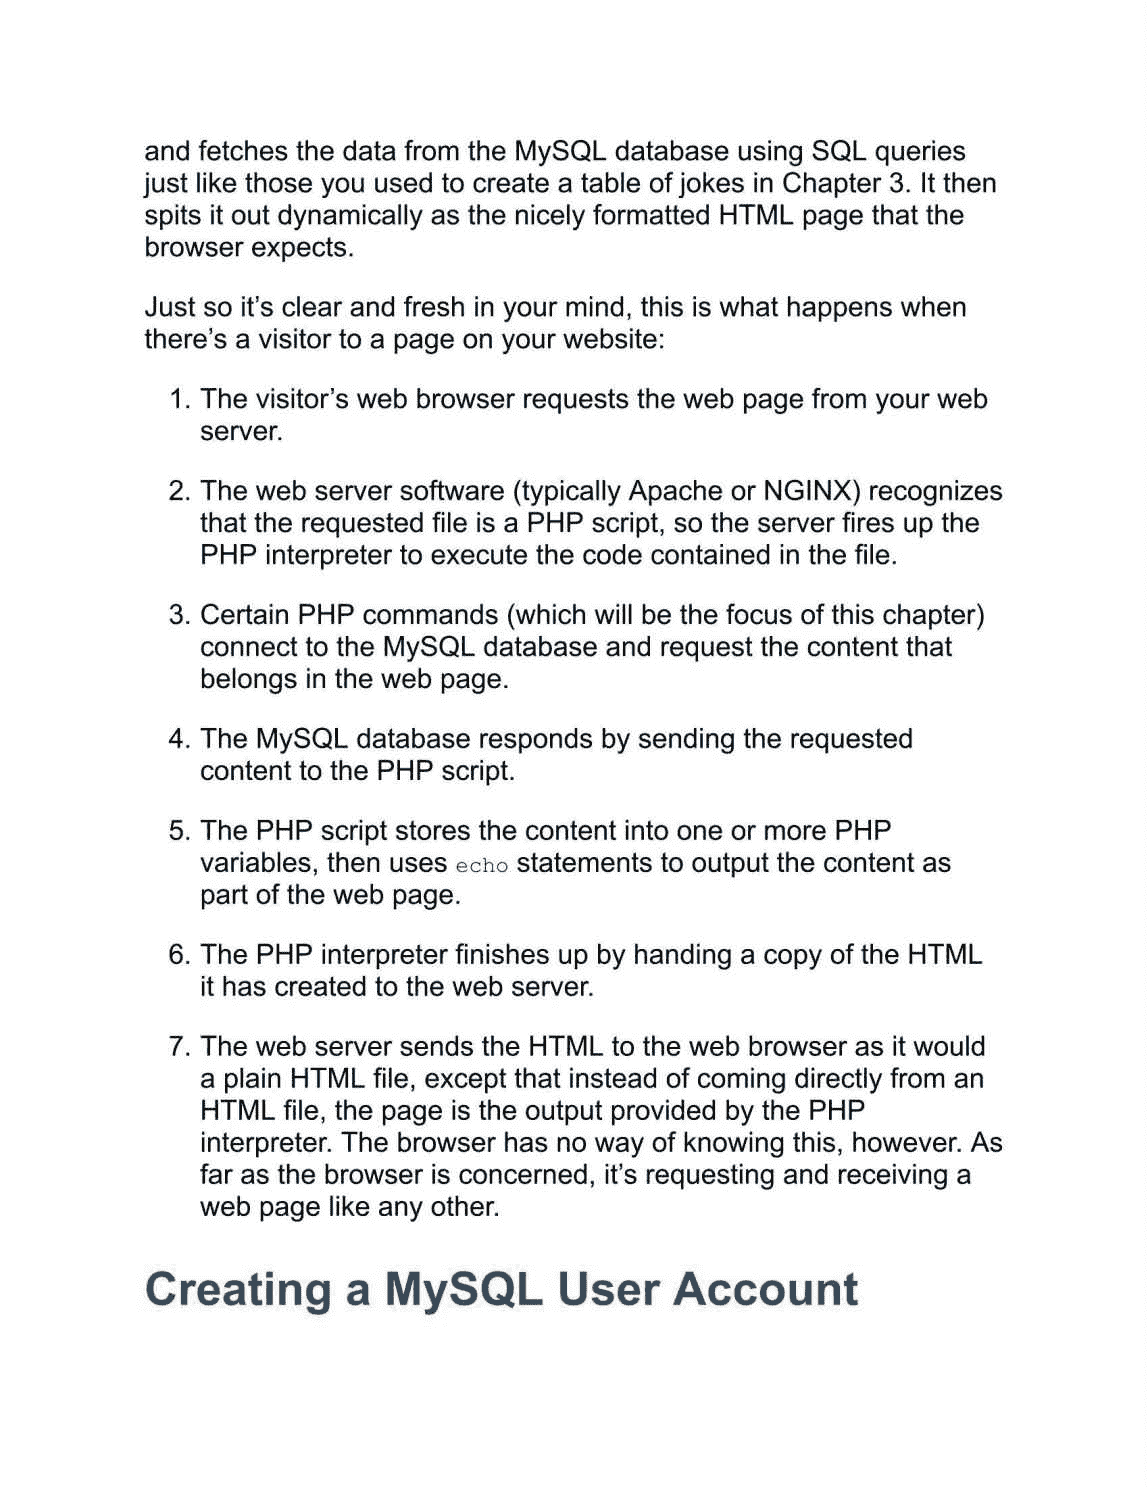 and fetches the data from the MySQL database using SQL queries
just like those you used to create a table of jokes in Chapter 3. It then
spits it out dynamically as the nicely formatted HTML page that the
browser expects.
Just so it’s clear and fresh in your mind, this is what happens when
there’s a visitor to a page on your website:
1. The visitor’s web browser requests the web page from your web
server.
2. The web server software (typically Apache or NGINX) recognizes
that the requested file is a PHP script, so the server fires up the
PHP interpreter to execute the code contained in the file.
3. Certain PHP commands (which will be the focus of this chapter)
connect to the MySQL database and request the content that
belongs in the web page.
4. The MySQL database responds by sending the requested
content to the PHP script.
5. The PHP script stores the content into one or more PHP
variables, then uses echo statements to output the content as
part of the web page.
6. The PHP interpreter finishes up by handing a copy of the HTML
it has created to the web server.
7. The web server sends the HTML to the web browser as it would
a plain HTML file, except that instead of coming directly from an
HTML file, the page is the output provided by the PHP
interpreter. The browser has no way of knowing this, however. As
far as the browser is concerned, it’s requesting and receiving a
web page like any other.
Creating a MySQL User Account